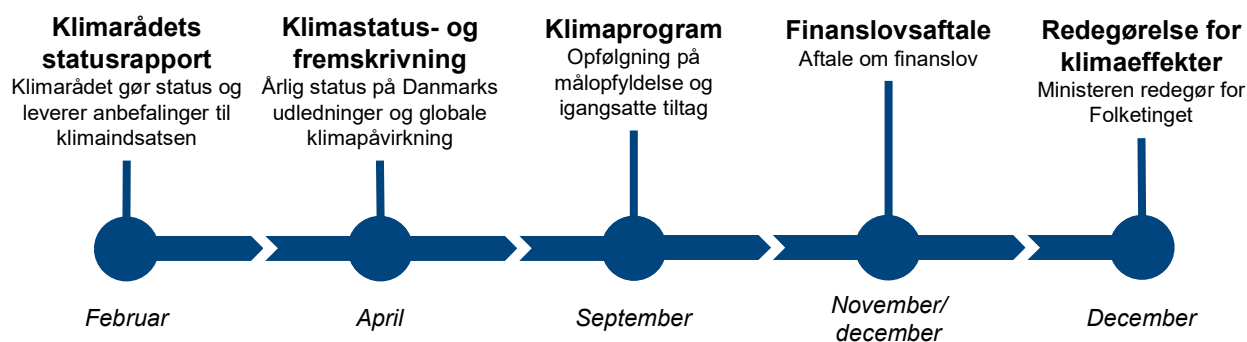 Klimarådets
statusrapport
Klimarådet gør status og
leverer anbefalinger til
klimaindsatsen
Klimastatus- og
fremskrivning
Årlig status på Danmarks
udledninger og globale
klimapåvirkning
Klimaprogram
Opfølgning på
målopfyldelse og
igangsatte tiltag
Finanslovsaftale
Aftale om finanslov
Redegørelse for
klimaeffekter
Ministeren redegør for
Folketinget
Februar
April
September
November/
december
December